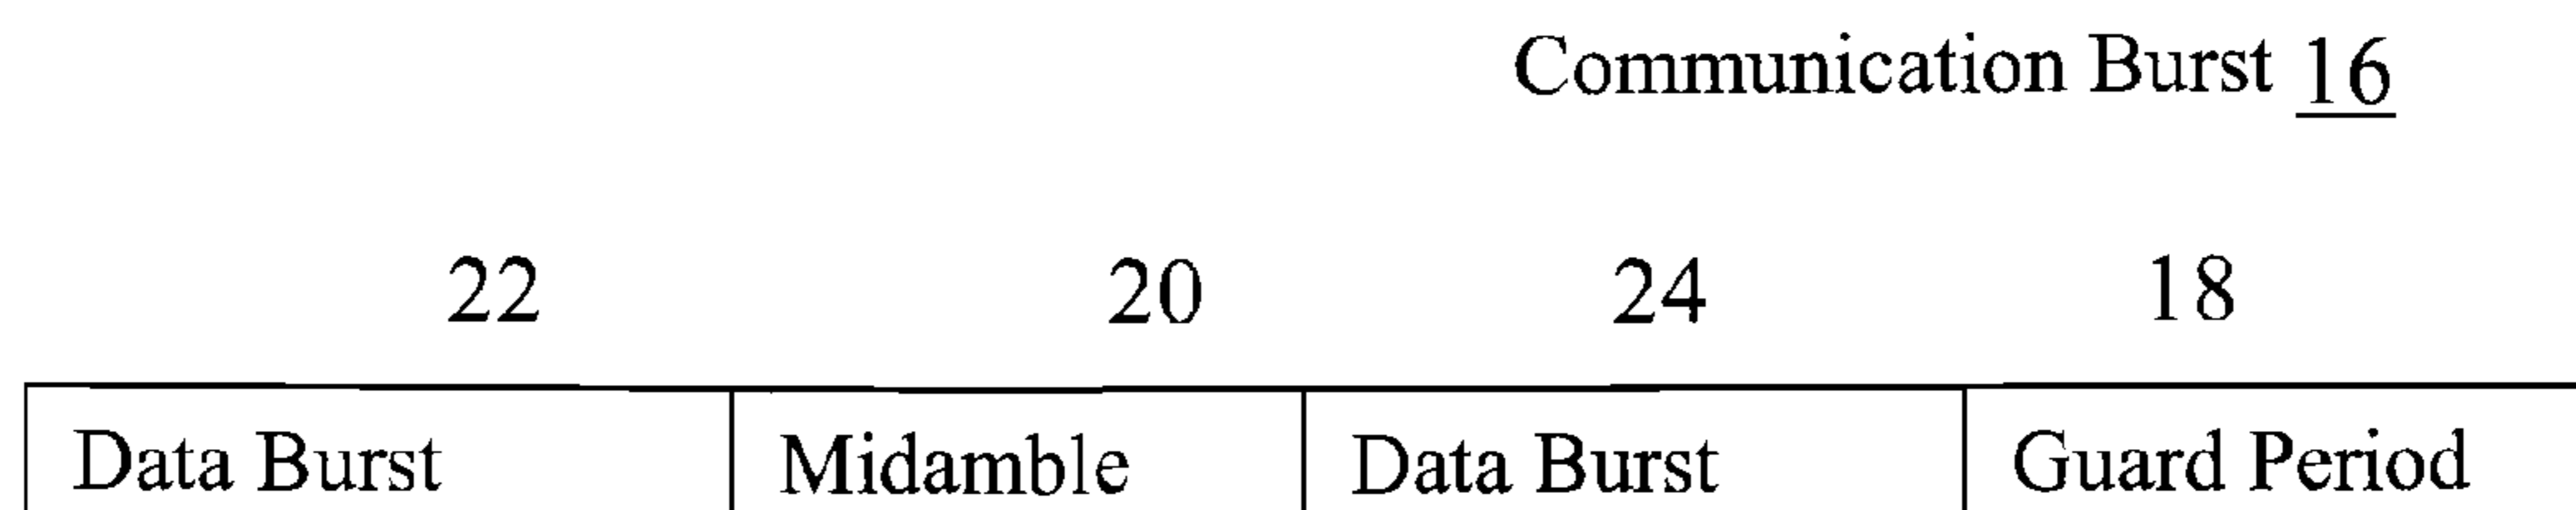 Communication Burst 16
22 20 24 18
Data Burst Midamble Data Burst Guard Period